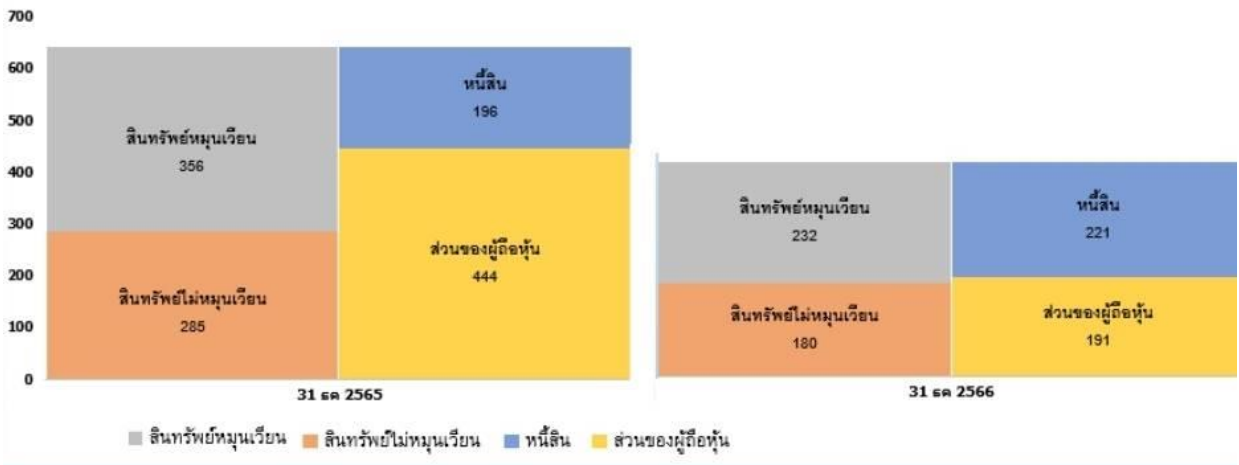 700
600
500
400
300
200
100
0
สินทรัพย์หมุนเวียน
356
สินทรัพย์ไม่หมุนเวียน
285
หนี้สิน
196
ส่วนของผู้ถือหุ้น
444
31 ธค 2565
สินทรัพย์หมุนเวียน
232
สินทรัพย์ไม่หมุนเวียน
180
หนี้สิน
221
ส่วนของผู้ถือหุ้น
191
31 ธค 2566
สินทรัพย์หมุนเวียน สินทรัพย์ไม่หมุนเวียน หนี้สิน ส่วนของผู้ถือหุ้น